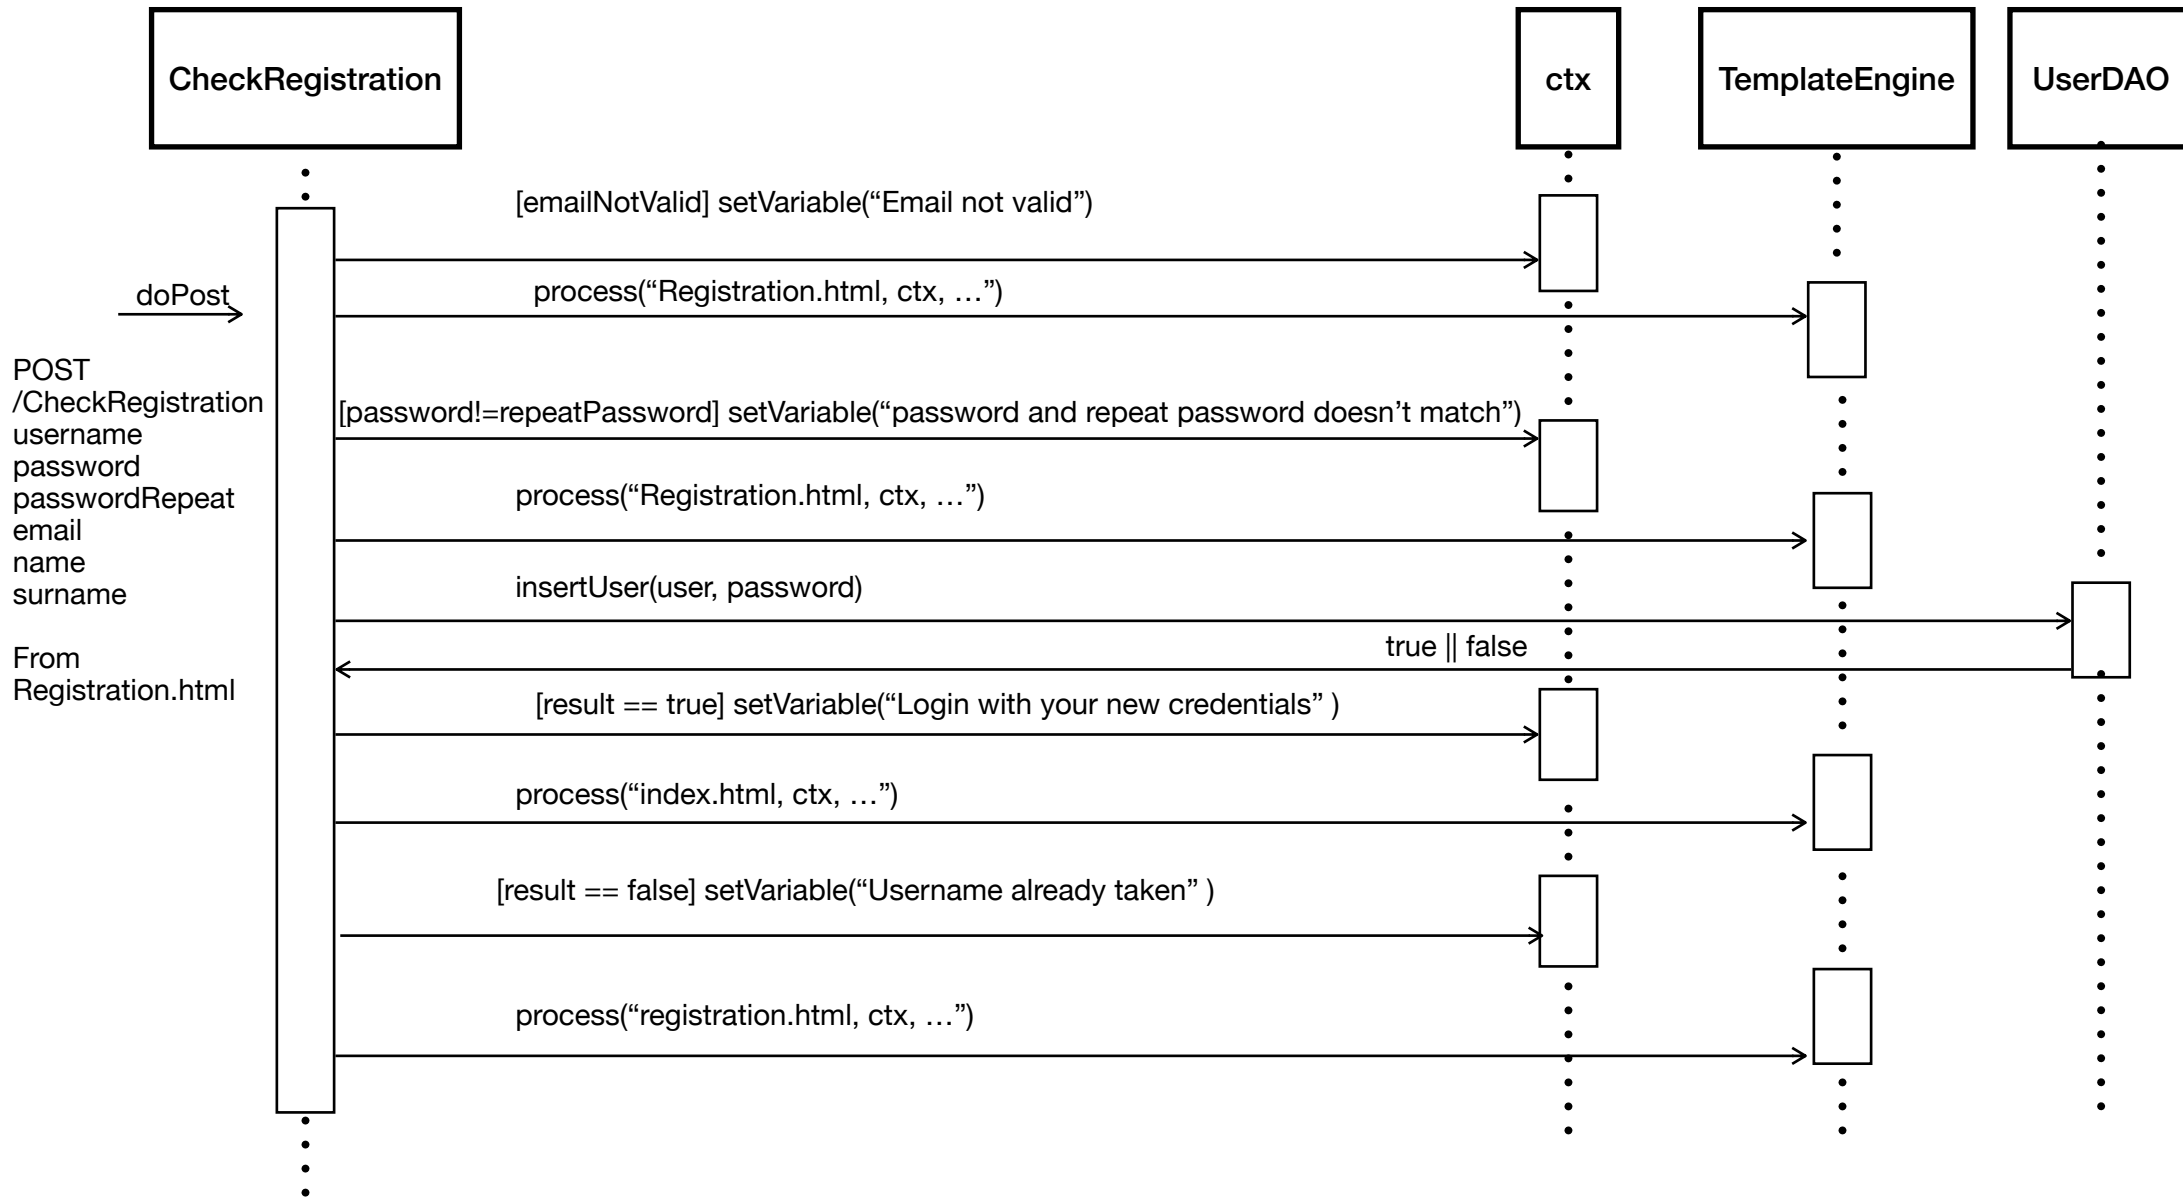 CheckRegistration
ctx
TemplateEngine
UserDAO
[emailNotValid] setVariable(“Email not valid”)
doPost
process(“Registration.html, ctx, …”)
POST
/CheckRegistration
username
password
passwordRepeat
email
name
surname
From
Registration.html
[password!=repeatPassword] setVariable(“password and repeat password doesn’t match”)
process(“Registration.html, ctx, …”)
insertUser(user, password)
true || false
[result == true] setVariable(“Login with your new credentials” )
process(“index.html, ctx, …”)
[result == false] setVariable(“Username already taken” )
process(“registration.html, ctx, …”)